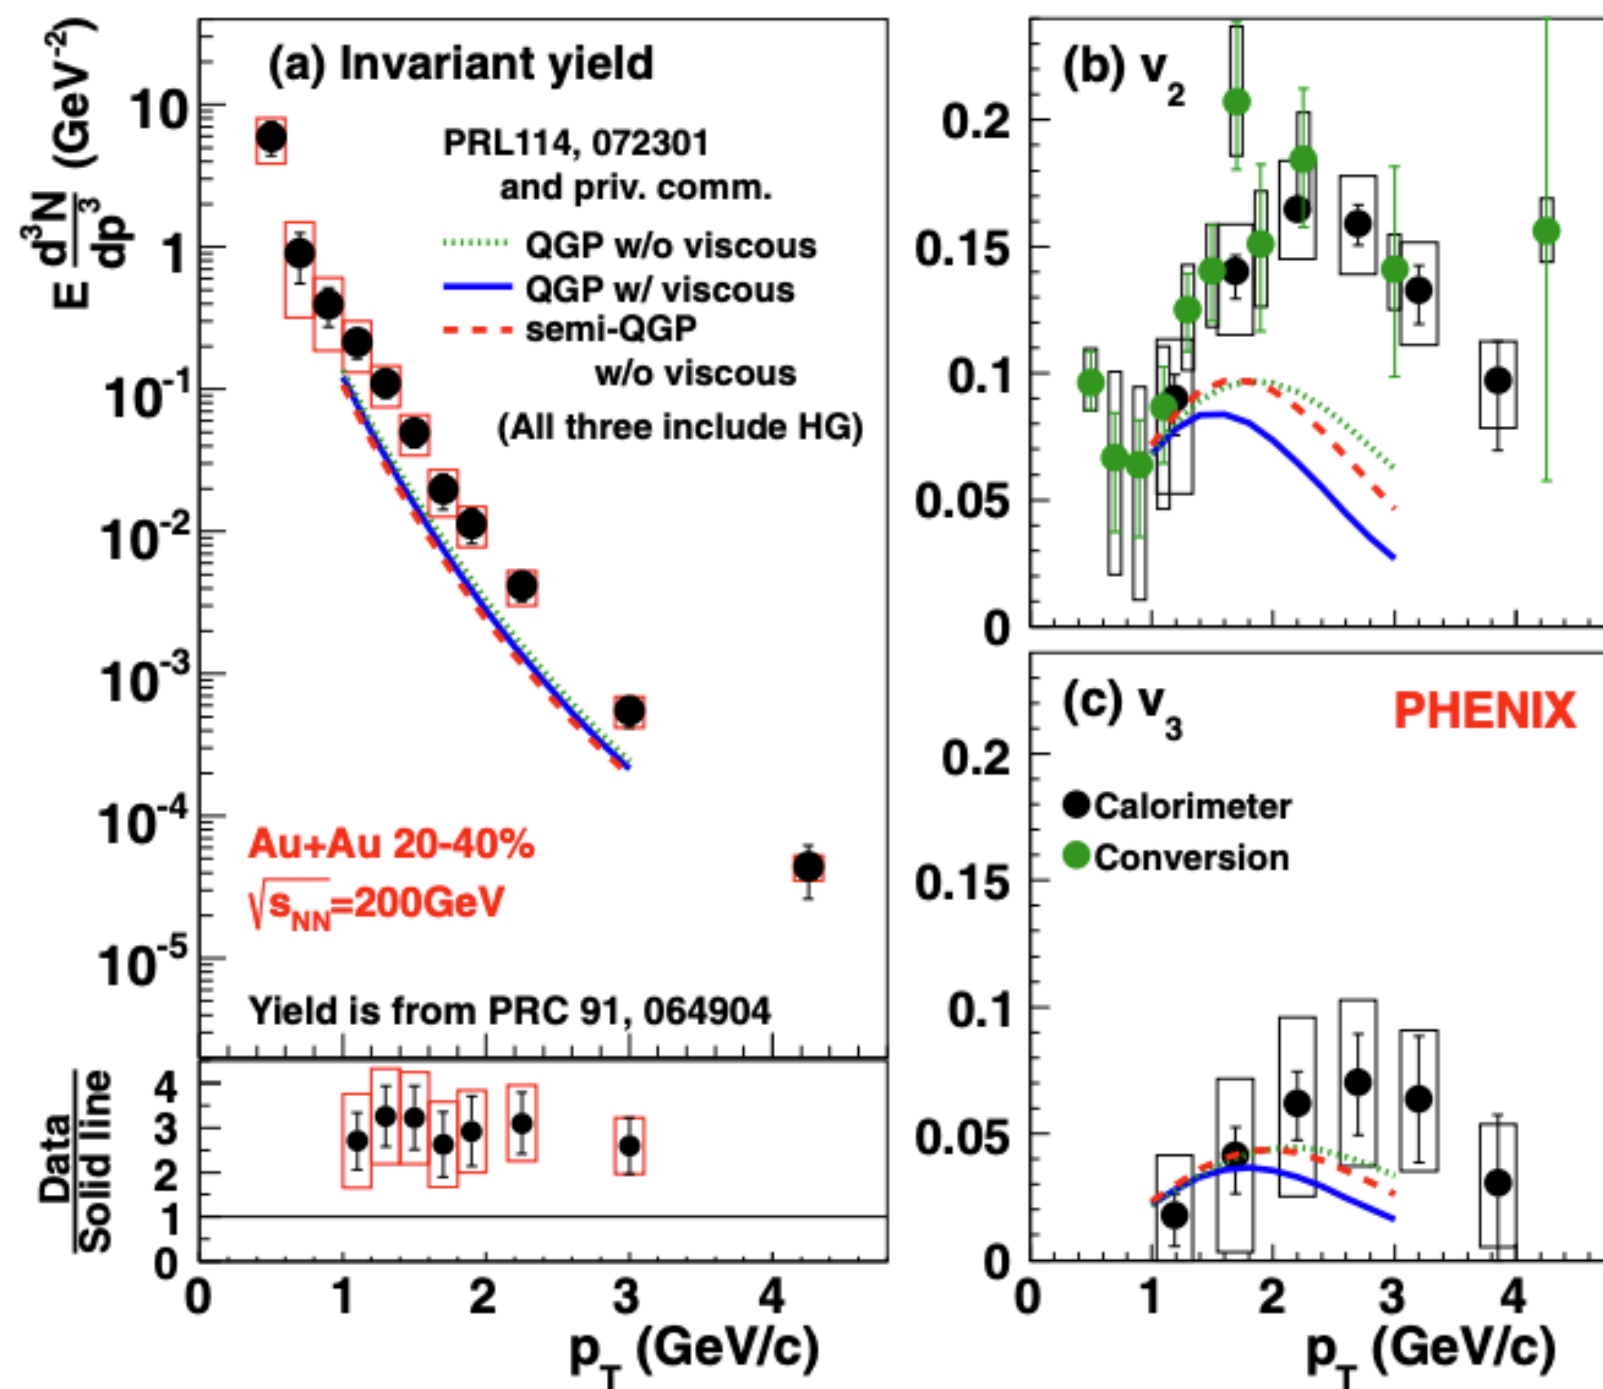 (a) Invariant yield
E d³N/dp³ (GeV⁻²)
10
1
10⁻¹
10⁻²
10⁻³
10⁻⁴
10⁻⁵
PRL114, 072301
and priv. comm.
QGP w/o viscous
QGP w/ viscous
semi-QGP
w/o viscous
(All three include HG)
Au+Au 20-40%
√s_NN=200GeV
Yield is from PRC 91, 064904
Data
Solid line
4
3
2
1
0
0 1 2 3 4
p_T (GeV/c)
(b) v₂
0.2
0.15
0.1
0.05
0
(c) v₃
PHENIX
0.2
Calorimeter
Conversion
0.15
0.1
0.05
0
0 1 2 3 4
p_T (GeV/c)